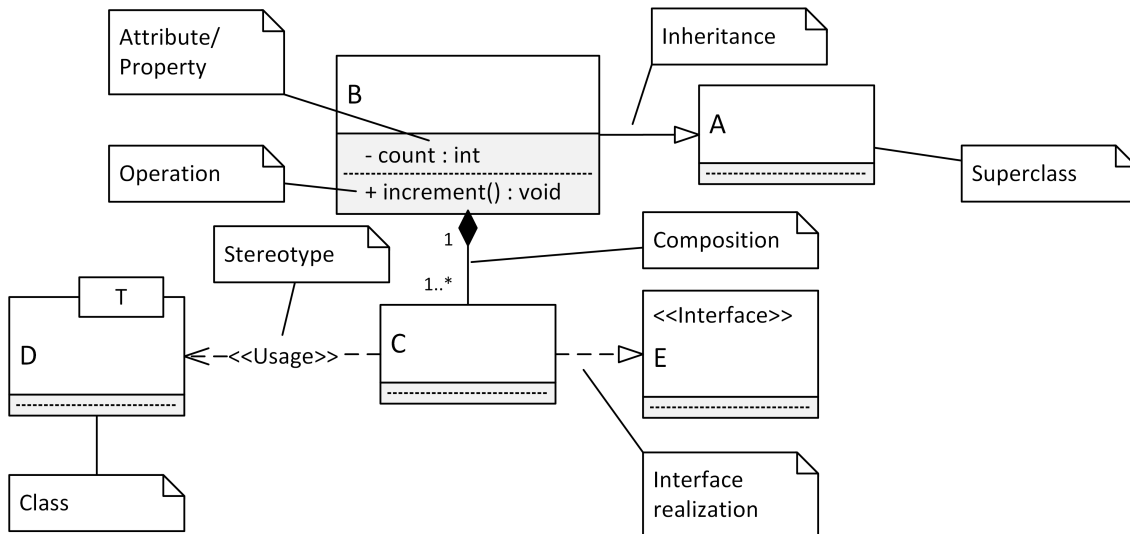 Attribute/
Property
Inheritance
B
A
- count : int
Operation
+ increment() : void
Superclass
1
Composition
Stereotype
1..*
T
<<Interface>>
D
<<Usage>>
C
E
Class
Interface
realization